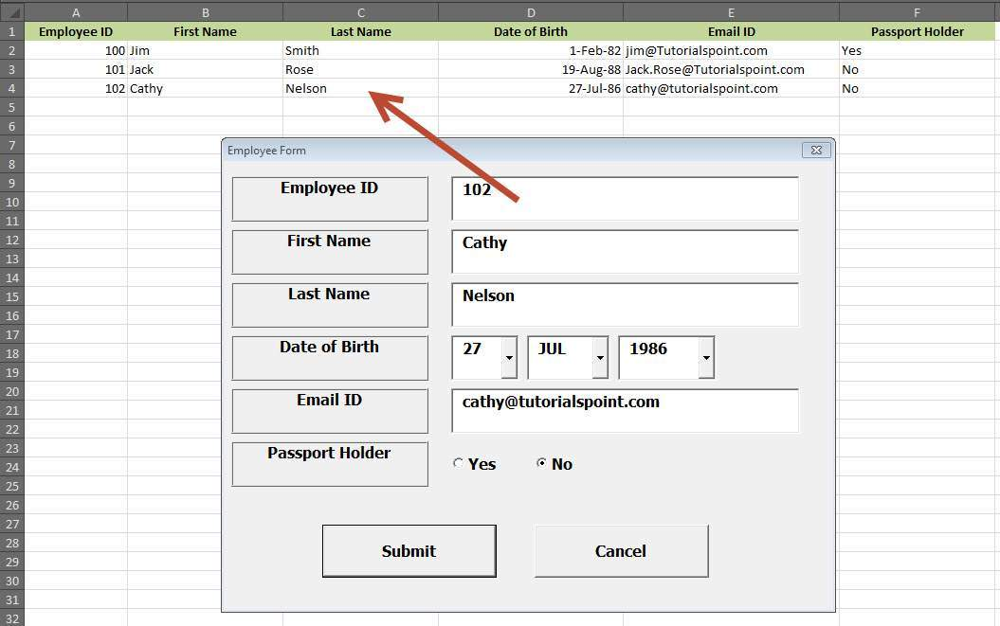 A B C D E F
1 Employee ID First Name Last Name Date of Birth Email ID Passport Holder
2 100 Jim Smith 1-Feb-82 jim@Tutorialspoint.com Yes
3 101 Jack Rose 19-Aug-88 Jack.Rose@Tutorialspoint.com No
4 102 Cathy Nelson 27-Jul-86 cathy@tutorialspoint.com No
5
6
7
8
9
10
11
12
13
14
15
16
17
18
19
20
21
22
23
24
25
26
27
28
29
30
31
32
Employee Form
Employee ID 102
First Name Cathy
Last Name Nelson
Date of Birth 27 JUL 1986
Email ID cathy@tutorialspoint.com
Passport Holder Yes No
Submit Cancel